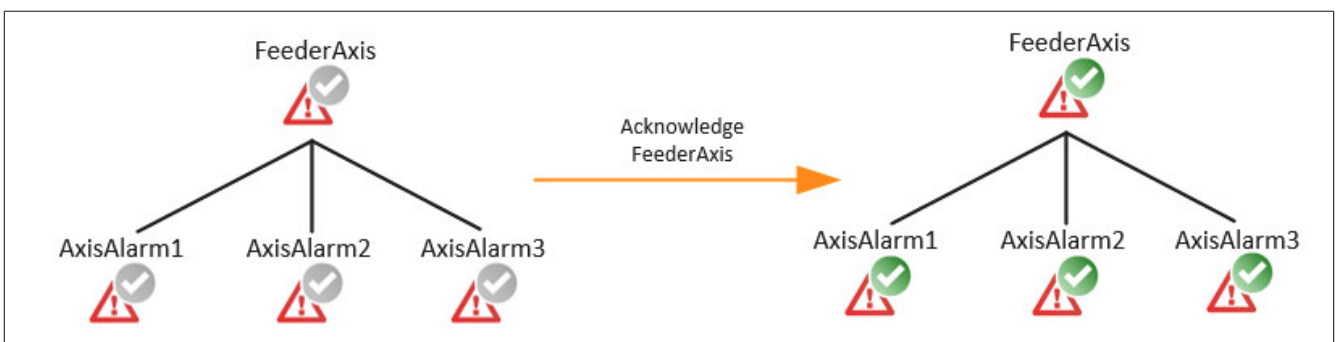 FeederAxis
AxisAlarm1
AxisAlarm2
AxisAlarm3
Acknowledge
FeederAxis
FeederAxis
AxisAlarm1
AxisAlarm2
AxisAlarm3